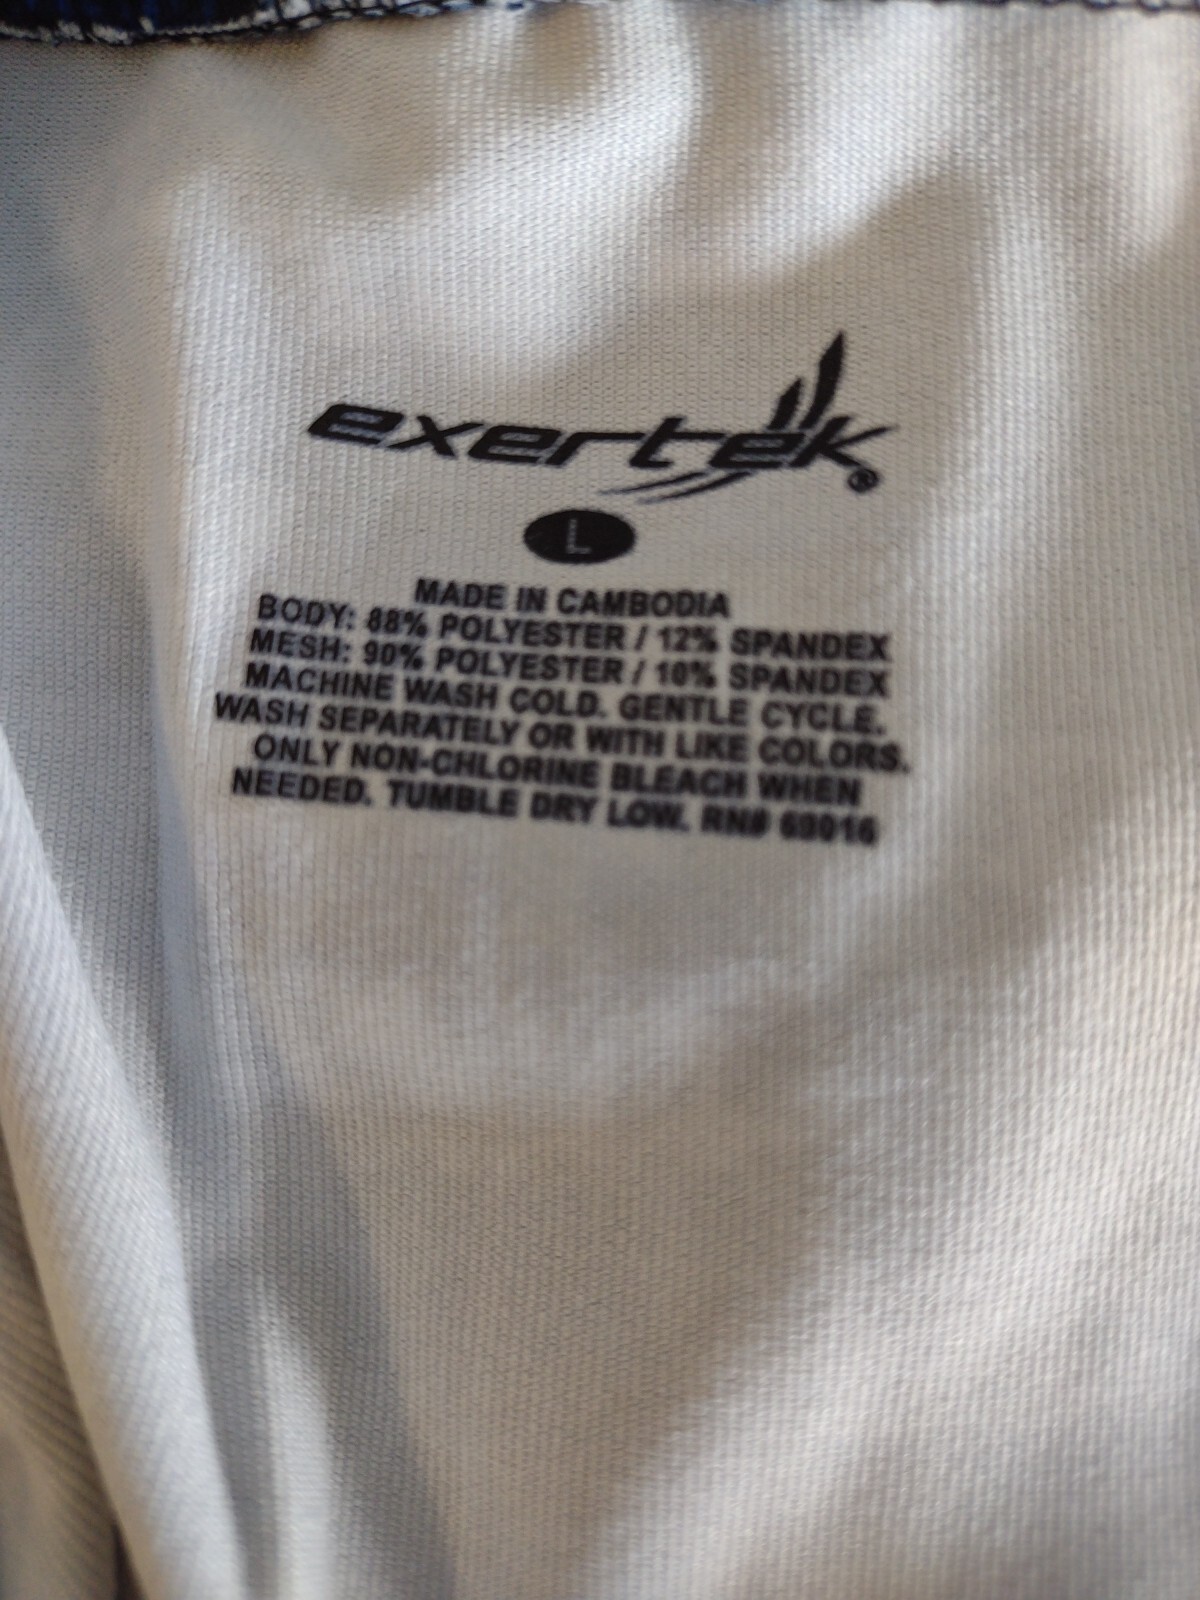 exertek®
L
MADE IN CAMBODIA
BODY: 88% POLYESTER / 12% SPANDEX
MESH: 90% POLYESTER / 10% SPANDEX
MACHINE WASH COLD. GENTLE CYCLE.
WASH SEPARATELY OR WITH LIKE COLORS.
ONLY NON-CHLORINE BLEACH WHEN
NEEDED. TUMBLE DRY LOW. RN#